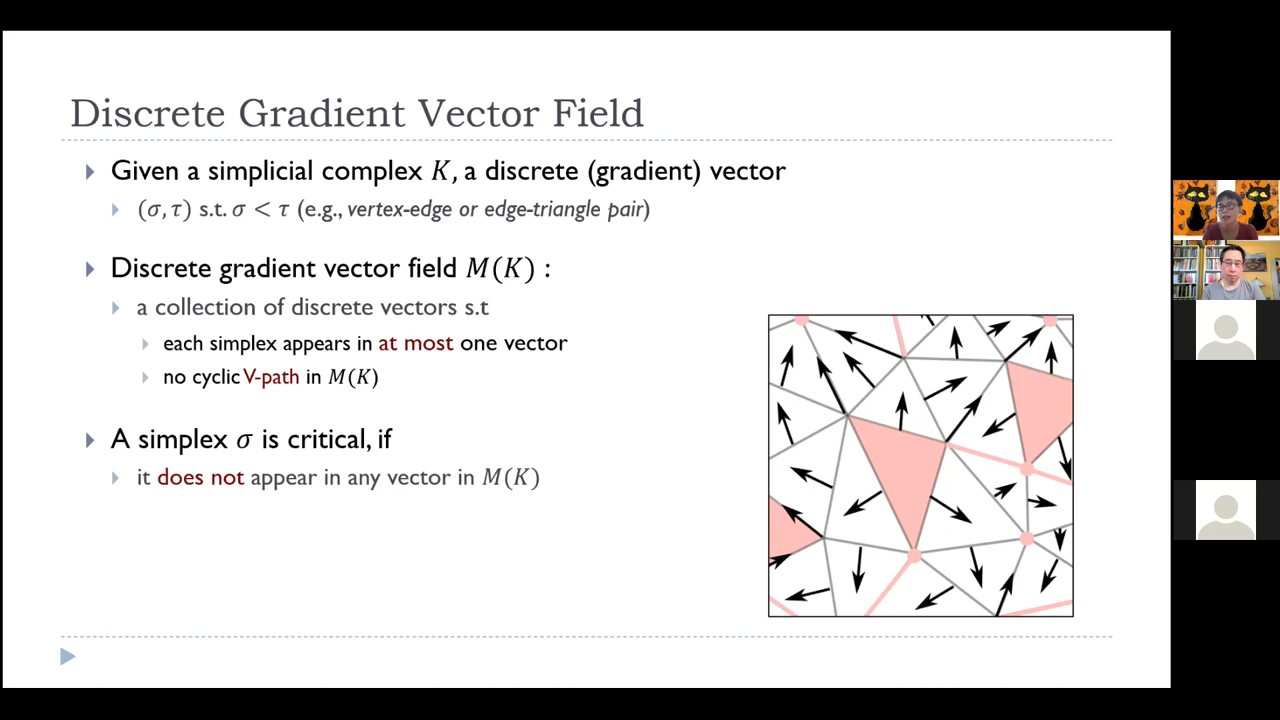 Discrete Gradient Vector Field
Given a simplicial complex K, a discrete (gradient) vector
(σ, τ) s.t. σ < τ (e.g., vertex-edge or edge-triangle pair)
Discrete gradient vector field M(K) :
a collection of discrete vectors s.t
each simplex appears in at most one vector
no cyclic V-path in M(K)
A simplex σ is critical, if
it does not appear in any vector in M(K)